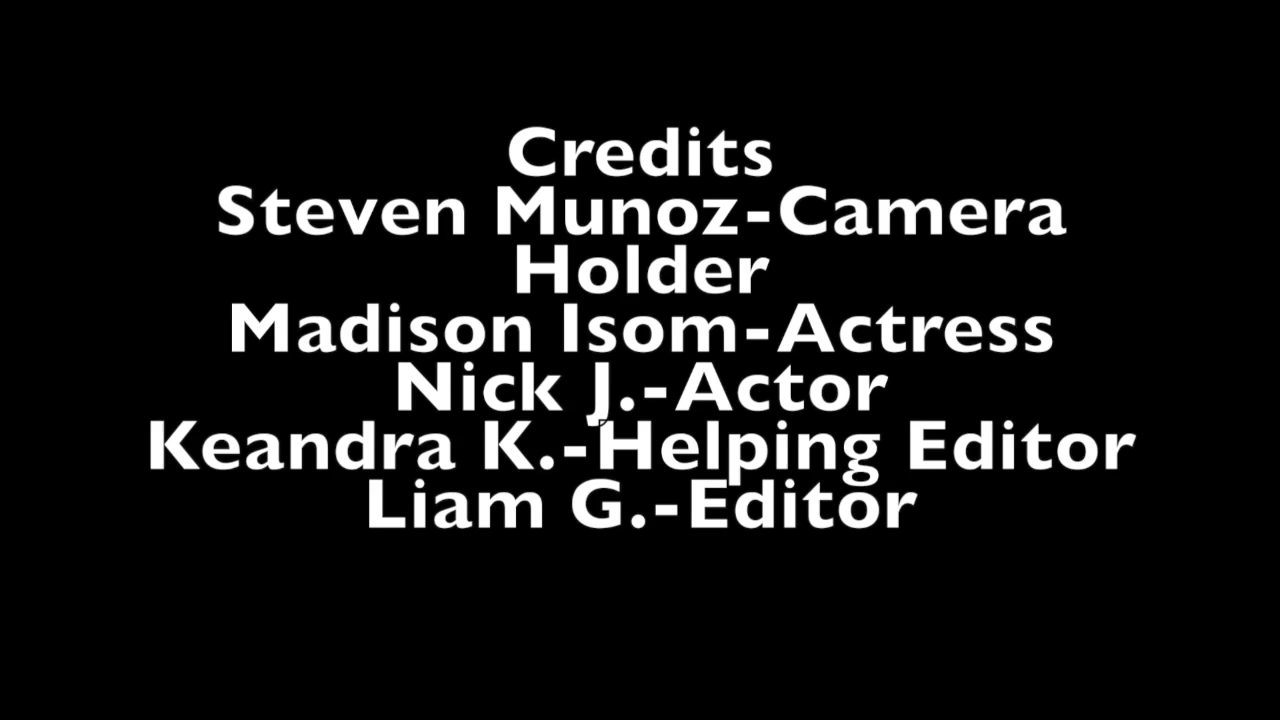 Credits
Steven Munoz-Camera
Holder
Madison Isom-Actress
Nick J.-Actor
Keandra K.-Helping Editor
Liam G.-Editor